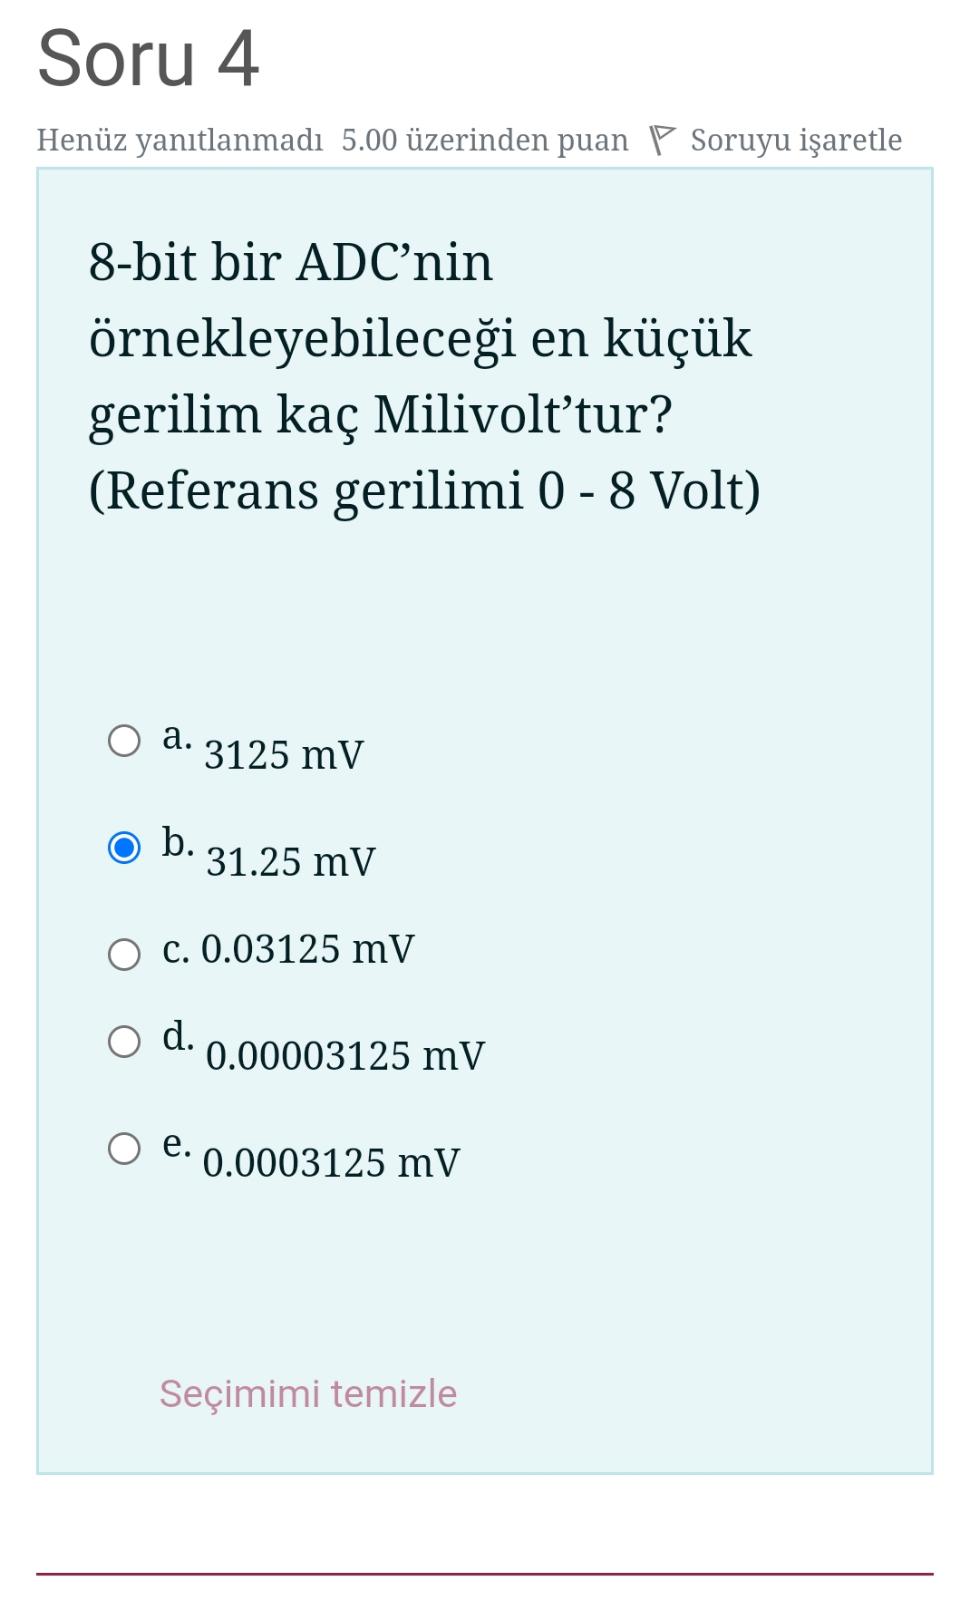 Soru 4
Henüz yanıtlanmadı 5.00 üzerinden puan Soruyu işaretle
8-bit bir ADC’nin
örnekleyebileceği en küçük
gerilim kaç Milivolt’tur?
(Referans gerilimi 0 - 8 Volt)
a. 3125 mV
b. 31.25 mV
c. 0.03125 mV
d. 0.00003125 mV
e. 0.0003125 mV
Seçimimi temizle